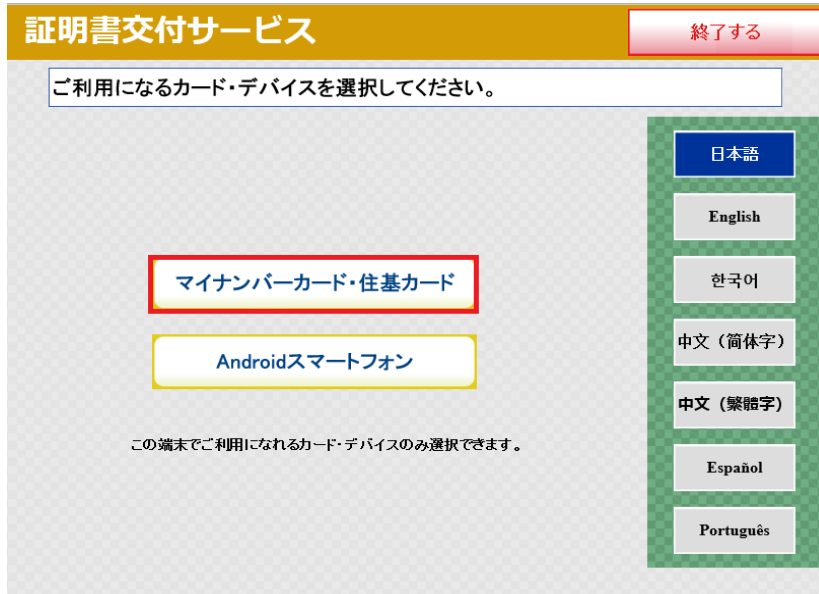 証明書交付サービス
終了する
ご利用になるカード・デバイスを選択してください。
日本語
English
한국어
中文（简体字）
中文（繁體字）
Español
Português
マイナンバーカード・住基カード
Androidスマートフォン
この端末でご利用になれるカード・デバイスのみ選択できます。